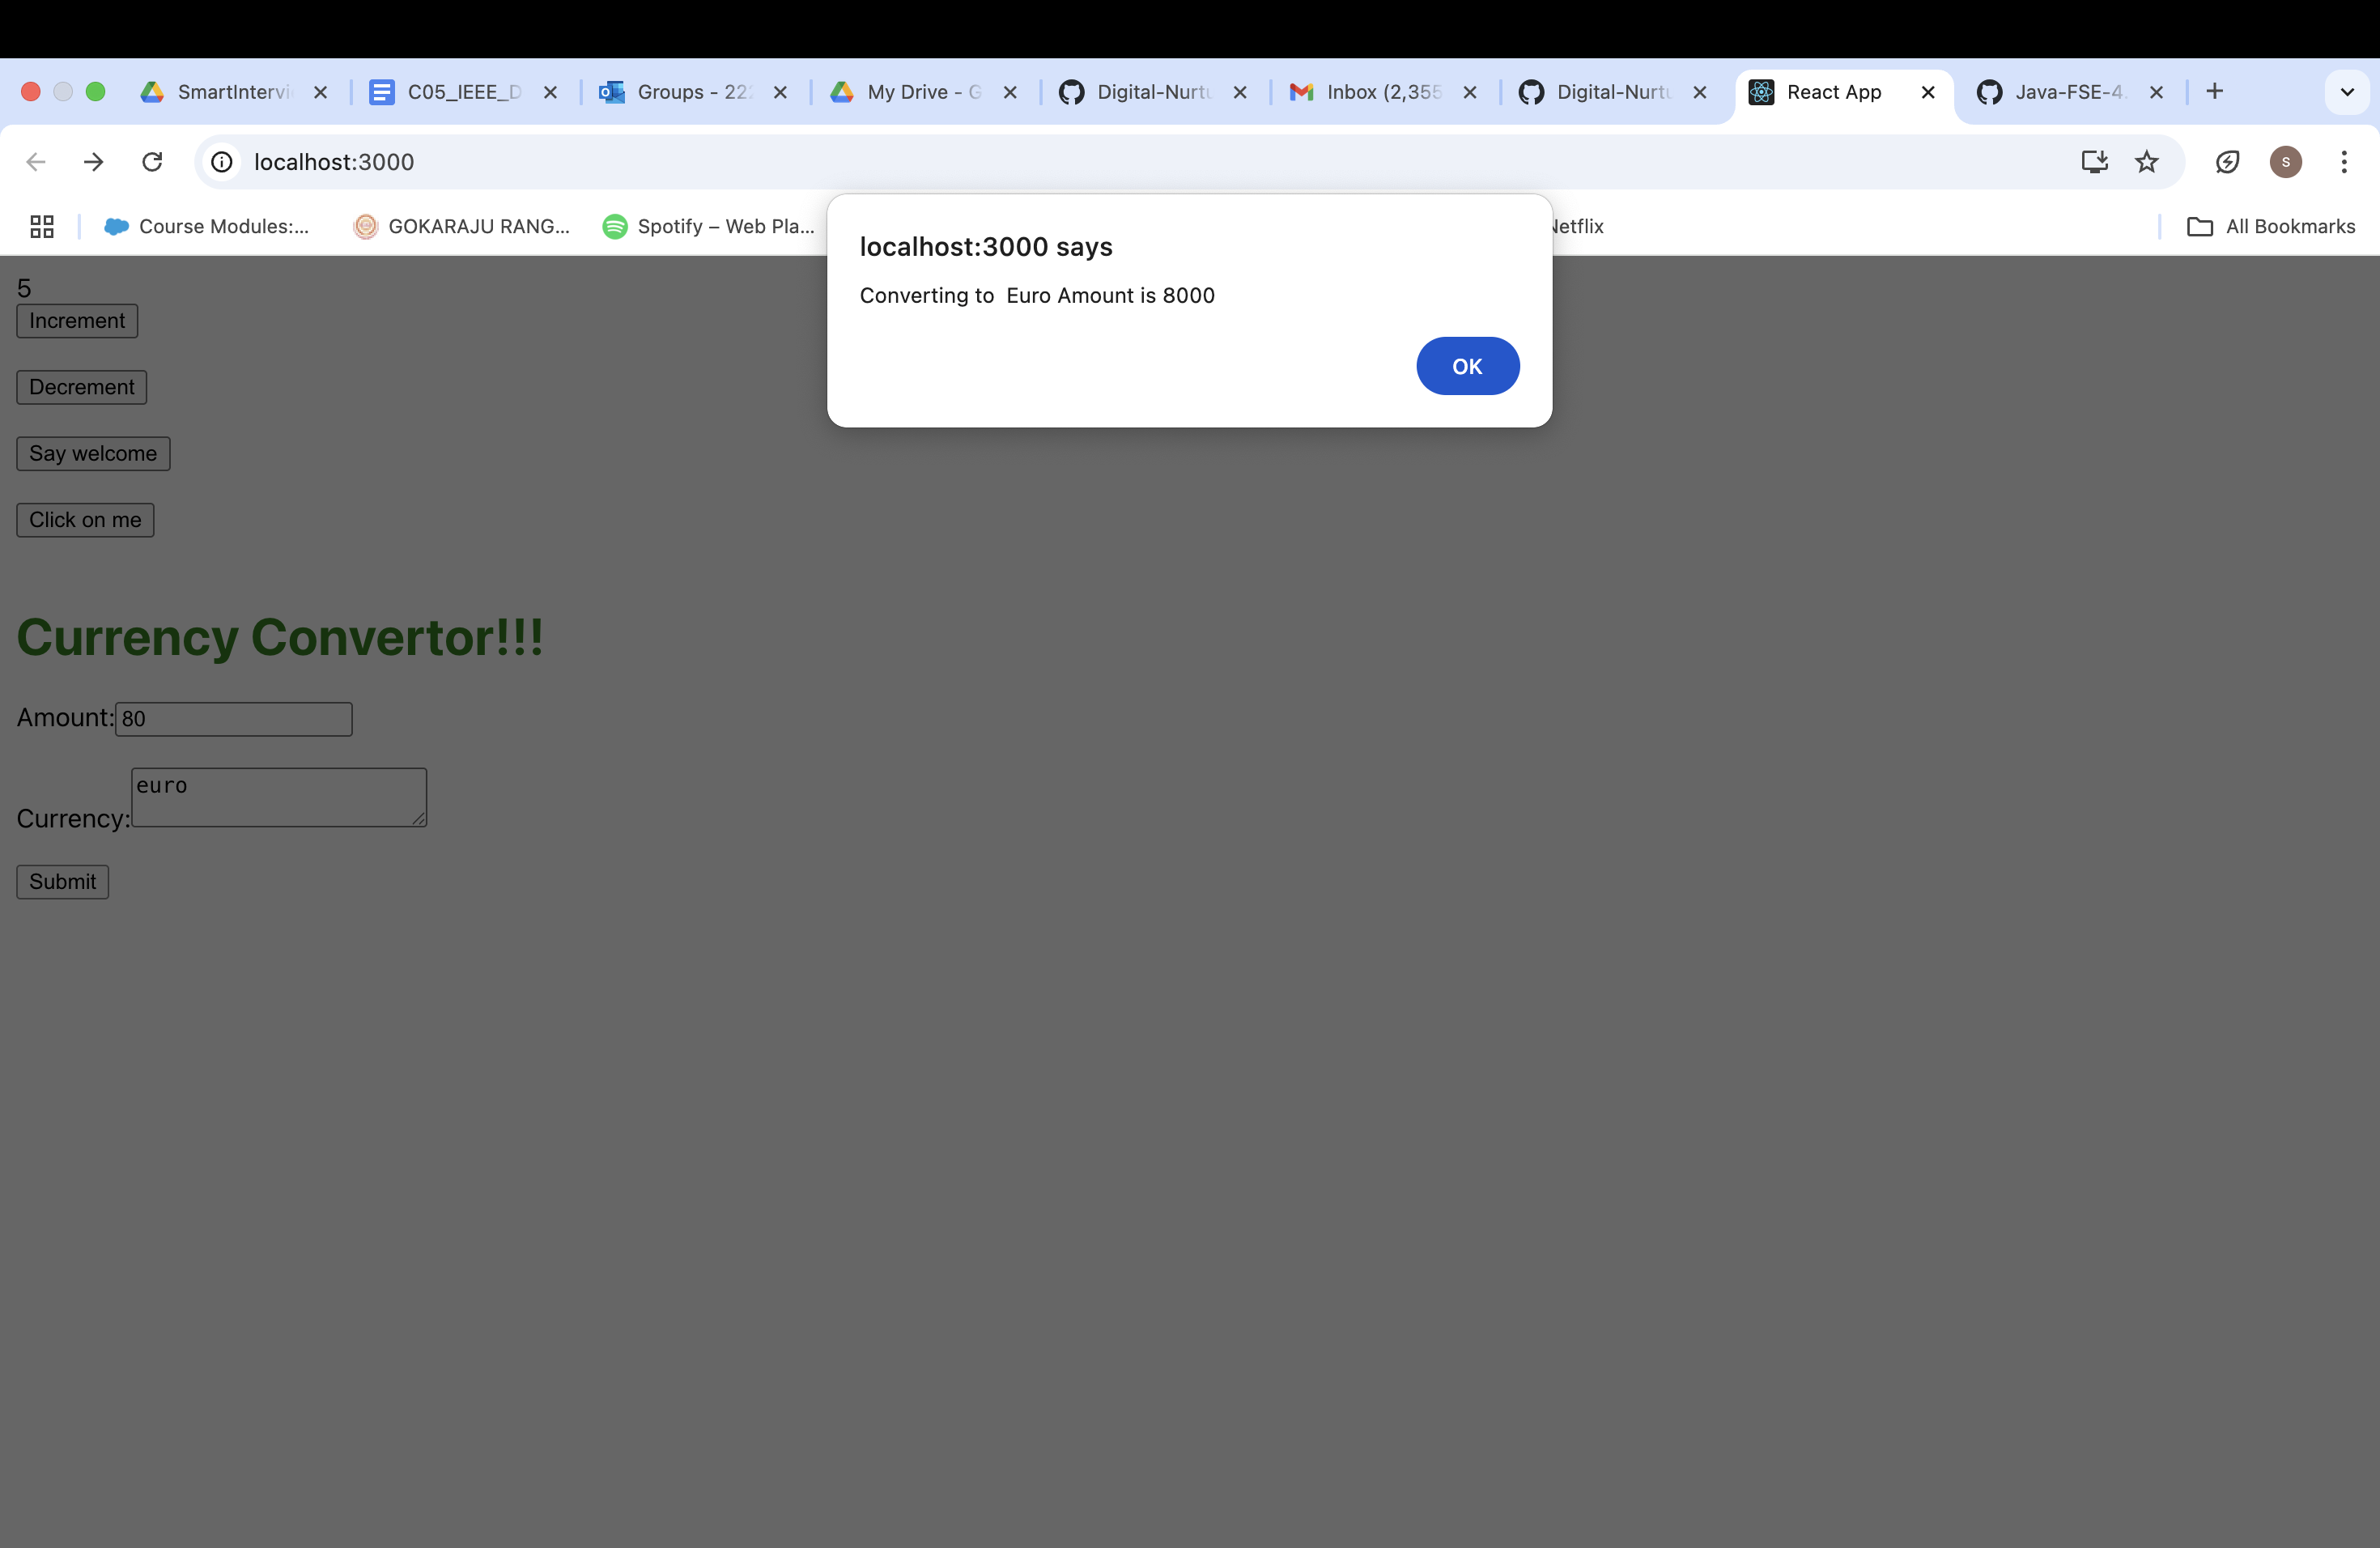 SmartIntervi
C05_IEEE_D
Groups - 222
My Drive - G
Digital-Nurtu
Inbox (2,355
Digital-Nurtu
React App
Java-FSE-4.
localhost:3000
S
Course Modules:...
GOKARAJU RANG...
Spotify – Web Pla...
Netflix
All Bookmarks
localhost:3000 says
Converting to  Euro Amount is 8000
OK
5
Increment
Decrement
Say welcome
Click on me
Currency Convertor!!!
Amount: 80
Currency: euro
Submit